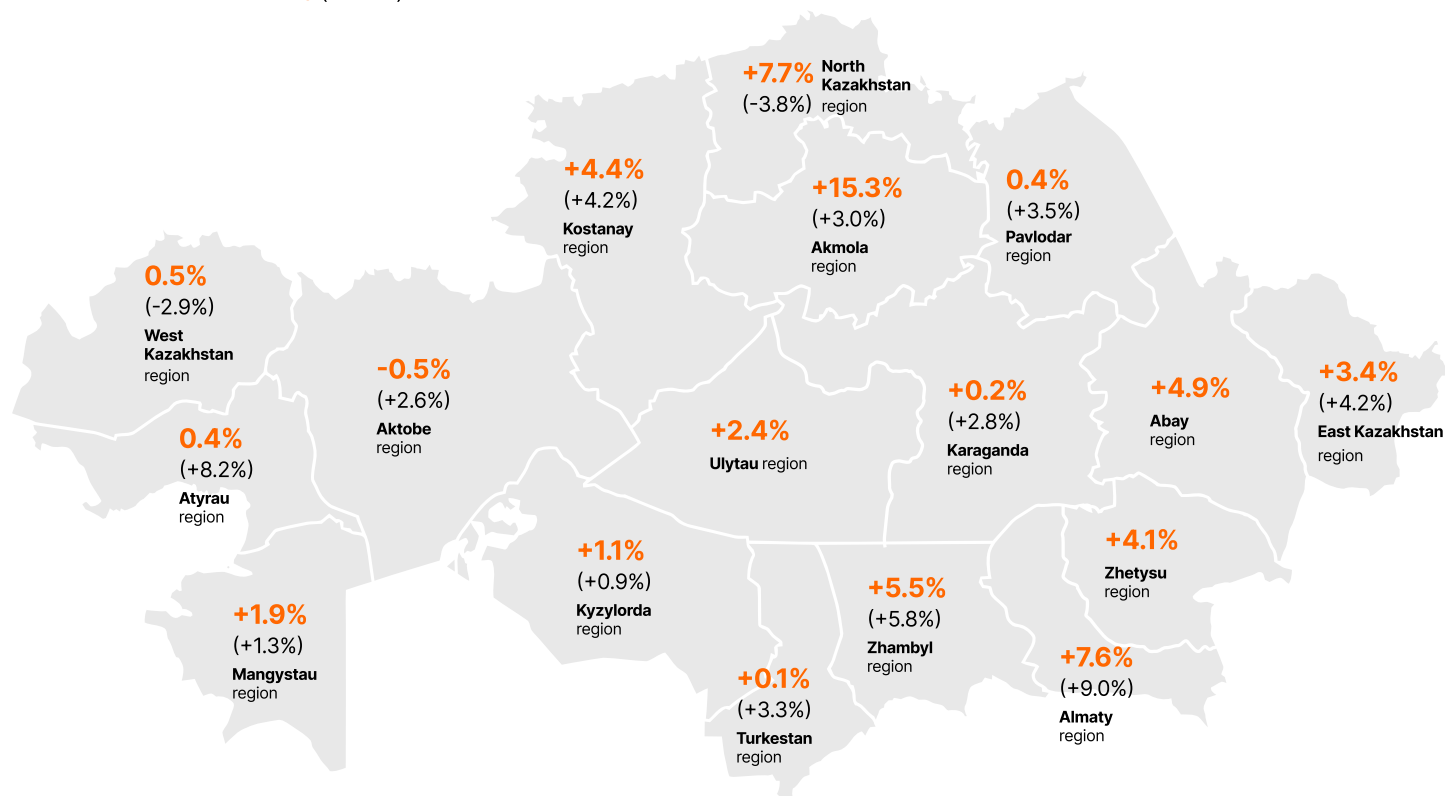 +7.7%
(-3.8%)
North
Kazakhstan
region
+4.4%
(+4.2%)
Kostanay
region
+15.3%
(+3.0%)
Akmola
region
0.4%
(+3.5%)
Pavlodar
region
0.5%
(-2.9%)
West
Kazakhstan
region
-0.5%
(+2.6%)
Aktobe
region
0.4%
(+8.2%)
Atyrau
region
+2.4%
Ulytau region
+0.2%
(+2.8%)
Karaganda
region
+4.9%
Abay
region
+3.4%
(+4.2%)
East Kazakhstan
region
+1.9%
(+1.3%)
Mangystau
region
+1.1%
(+0.9%)
Kyzylorda
region
+0.1%
(+3.3%)
Turkestan
region
+5.5%
(+5.8%)
Zhambyl
region
+4.1%
Zhetysu
region
+7.6%
(+9.0%)
Almaty
region